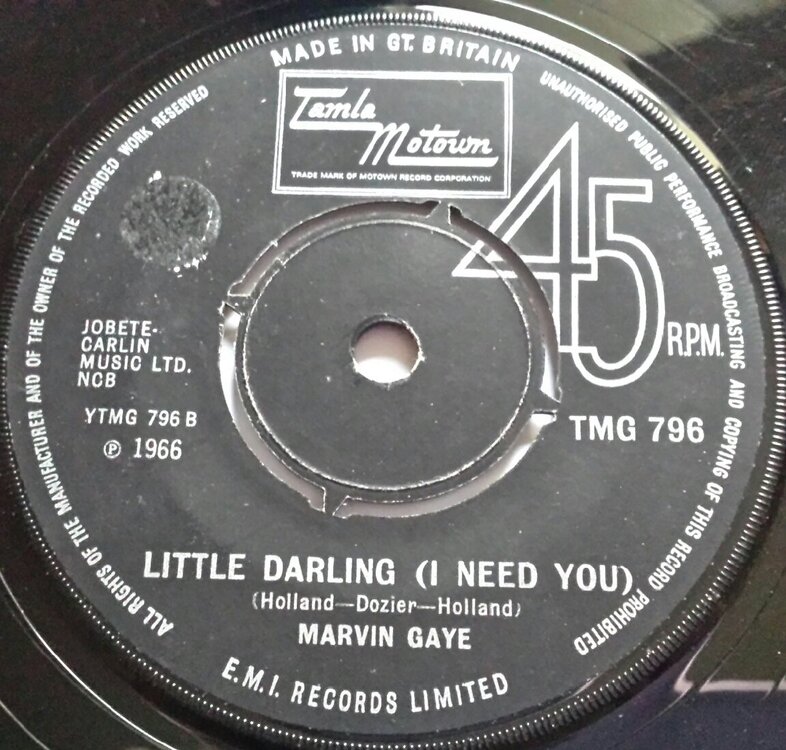 MADE IN GT. BRITAIN
Tamla
Motown
TRADE MARK OF MOTOWN RECORD CORPORATION
45
R.P.M.
JOBETE-
CARLIN
MUSIC LTD.
NCB
YTMG 796 B
℗ 1966
TMG 796
LITTLE DARLING (I NEED YOU)
(Holland—Dozier—Holland)
MARVIN GAYE
E.M.I. RECORDS LIMITED
ALL RIGHTS OF THE MANUFACTURER AND OF THE OWNER OF THE RECORDED WORK RESERVED
UNAUTHORISED PUBLIC PERFORMANCE BROADCASTING AND COPYING OF THIS RECORD PROHIBITED